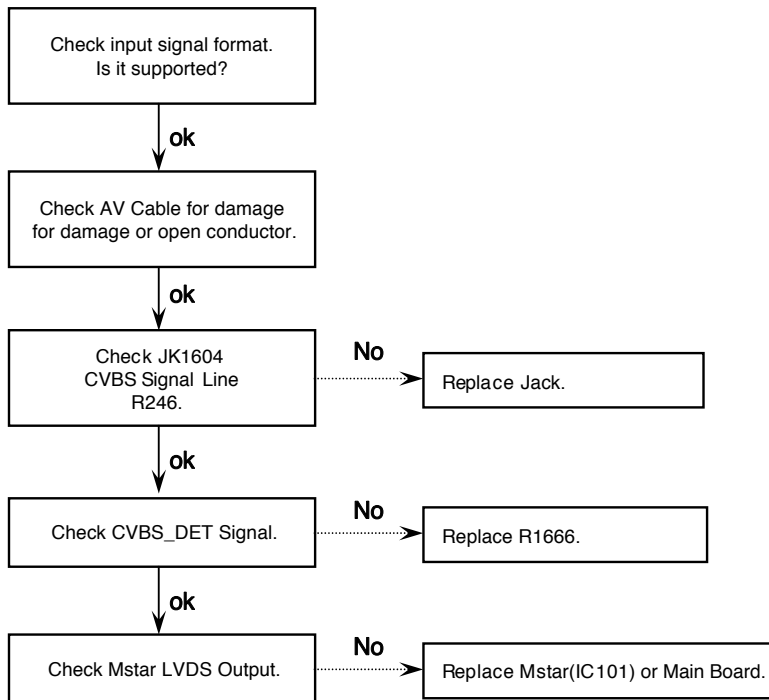 Check input signal format.
Is it supported?
ok
Check AV Cable for damage
for damage or open conductor.
ok
Check JK1604
CVBS Signal Line
R246.
No
Replace Jack.
ok
Check CVBS_DET Signal.
No
Replace R1666.
ok
Check Mstar LVDS Output.
No
Replace Mstar(IC101) or Main Board.